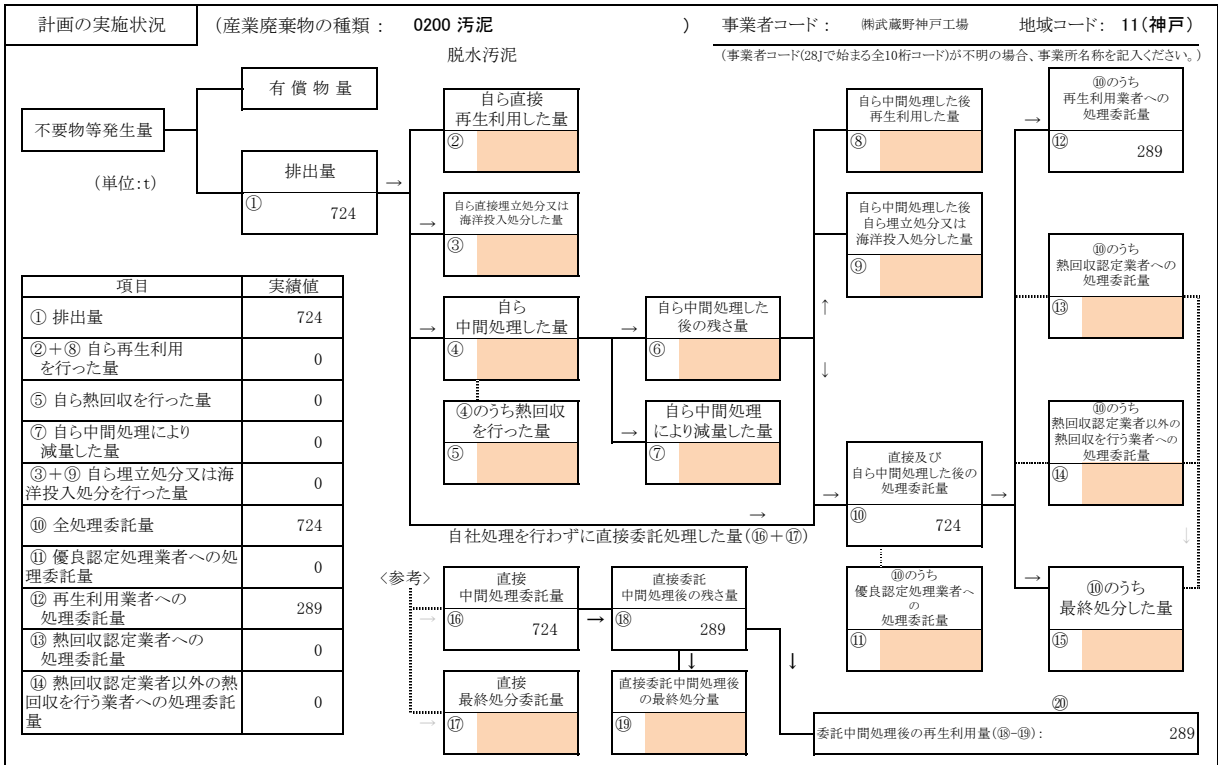 計画の実施状況
(産業廃棄物の種類： 0200 汚泥 )
事業者コード： ㈱武蔵野神戸工場
地域コード： 11(神戸)
脱水汚泥
(事業者コード(28Jで始まる全10桁コード)が不明の場合、事業所名称を記入ください。)
不要物等発生量
(単位:t)
有償物量
排出量
① 724
→
自ら直接
再生利用した量
②
→
自ら直接埋立処分又は
海洋投入処分した量
③
→
自ら
中間処理した量
④
④のうち熱回収
を行った量
⑤
→
自ら中間処理した
後の残さ量
⑥
→
自ら中間処理
により減量した量
⑦
自ら中間処理した後
再生利用した量
⑧
自ら中間処理した後
自ら埋立処分又は
海洋投入処分した量
⑨
↑
↓
→
自社処理を行わずに直接委託処理した量(⑯＋⑰)
→
直接及び
自ら中間処理した後の
処理委託量
⑩ 724
→
⑩のうち
優良認定処理業者へ
の
処理委託量
⑪
→
⑩のうち
再生利用業者への
処理委託量
⑫ 289
⑩のうち
熱回収認定業者への
処理委託量
⑬
⑩のうち
熱回収認定業者以外の
熱回収を行う業者への
処理委託量
⑭
↓
→
⑩のうち
最終処分した量
⑮
項目 実績値
① 排出量 724
②＋⑧ 自ら再生利用
を行った量 0
⑤ 自ら熱回収を行った量 0
⑦ 自ら中間処理により
減量した量 0
③＋⑨ 自ら埋立処分又は海
洋投入処分を行った量 0
⑩ 全処理委託量 724
⑪ 優良認定処理業者への処
理委託量 0
⑫ 再生利用業者への
処理委託量 289
⑬ 熱回収認定業者への
処理委託量 0
⑭ 熱回収認定業者以外の熱
回収を行う業者への処理委託
量 0
〈参考〉
→
直接
中間処理委託量
⑯ 724
→
直接委託
中間処理後の残さ量
⑱ 289
→
直接
最終処分委託量
⑰
↓
直接委託中間処理後
の最終処分量
⑲
↓
⑳
委託中間処理後の再生利用量(⑱-⑲)： 289